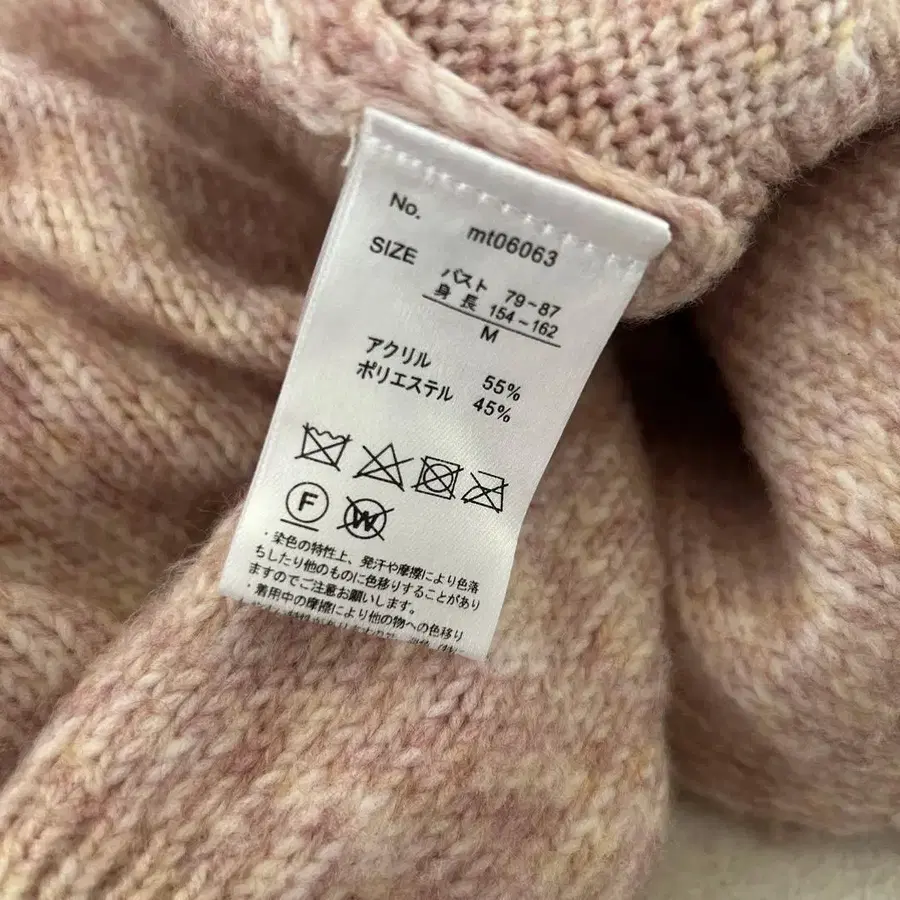 No. mt06063
SIZE
バスト 79-87
身長 154-162
M
アクリル 55%
ポリエステル 45%
F W
・染色の特性上、発汗や摩擦により色落
ちしたり他のものに色移りすることがあり
ますのでご注意お願いします。
・着用中の摩擦により他の物への色移り